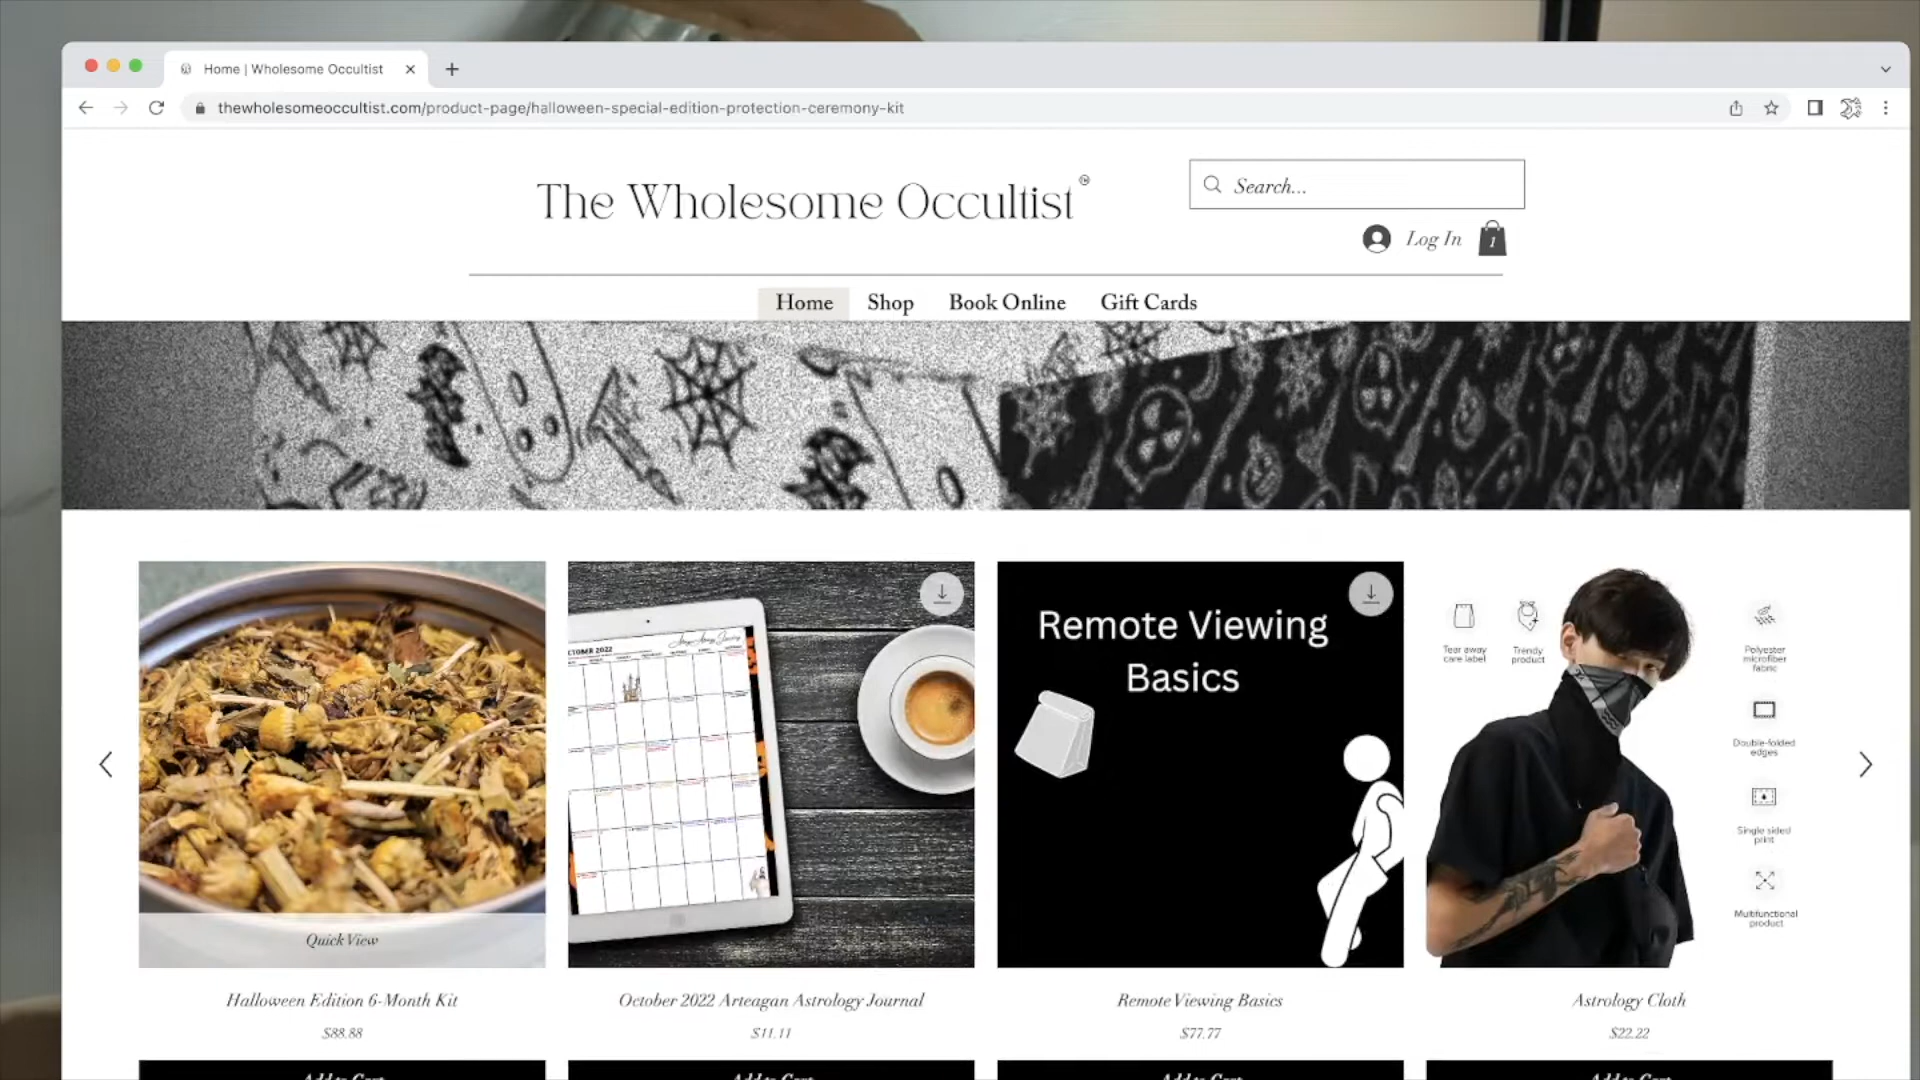 Home | Wholesome Occultist
thewholesomeoccultist.com/product-page/halloween-special-edition-protection-ceremony-kit
The Wholesome Occultist
Search...
Log In
1
Home
Shop
Book Online
Gift Cards
OCTOBER 2022
Remote Viewing
Basics
Tear away
care label
Trendy
product
Polyester
microfiber
fabric
Double-folded
edges
Single sided
print
Multifunctional
product
Quick View
Halloween Edition 6-Month Kit
$88.88
October 2022 Arteagan Astrology Journal
$11.11
Remote Viewing Basics
$77.77
Astrology Cloth
$22.22
Add to Cart
Add to Cart
Add to Cart
Add to Cart